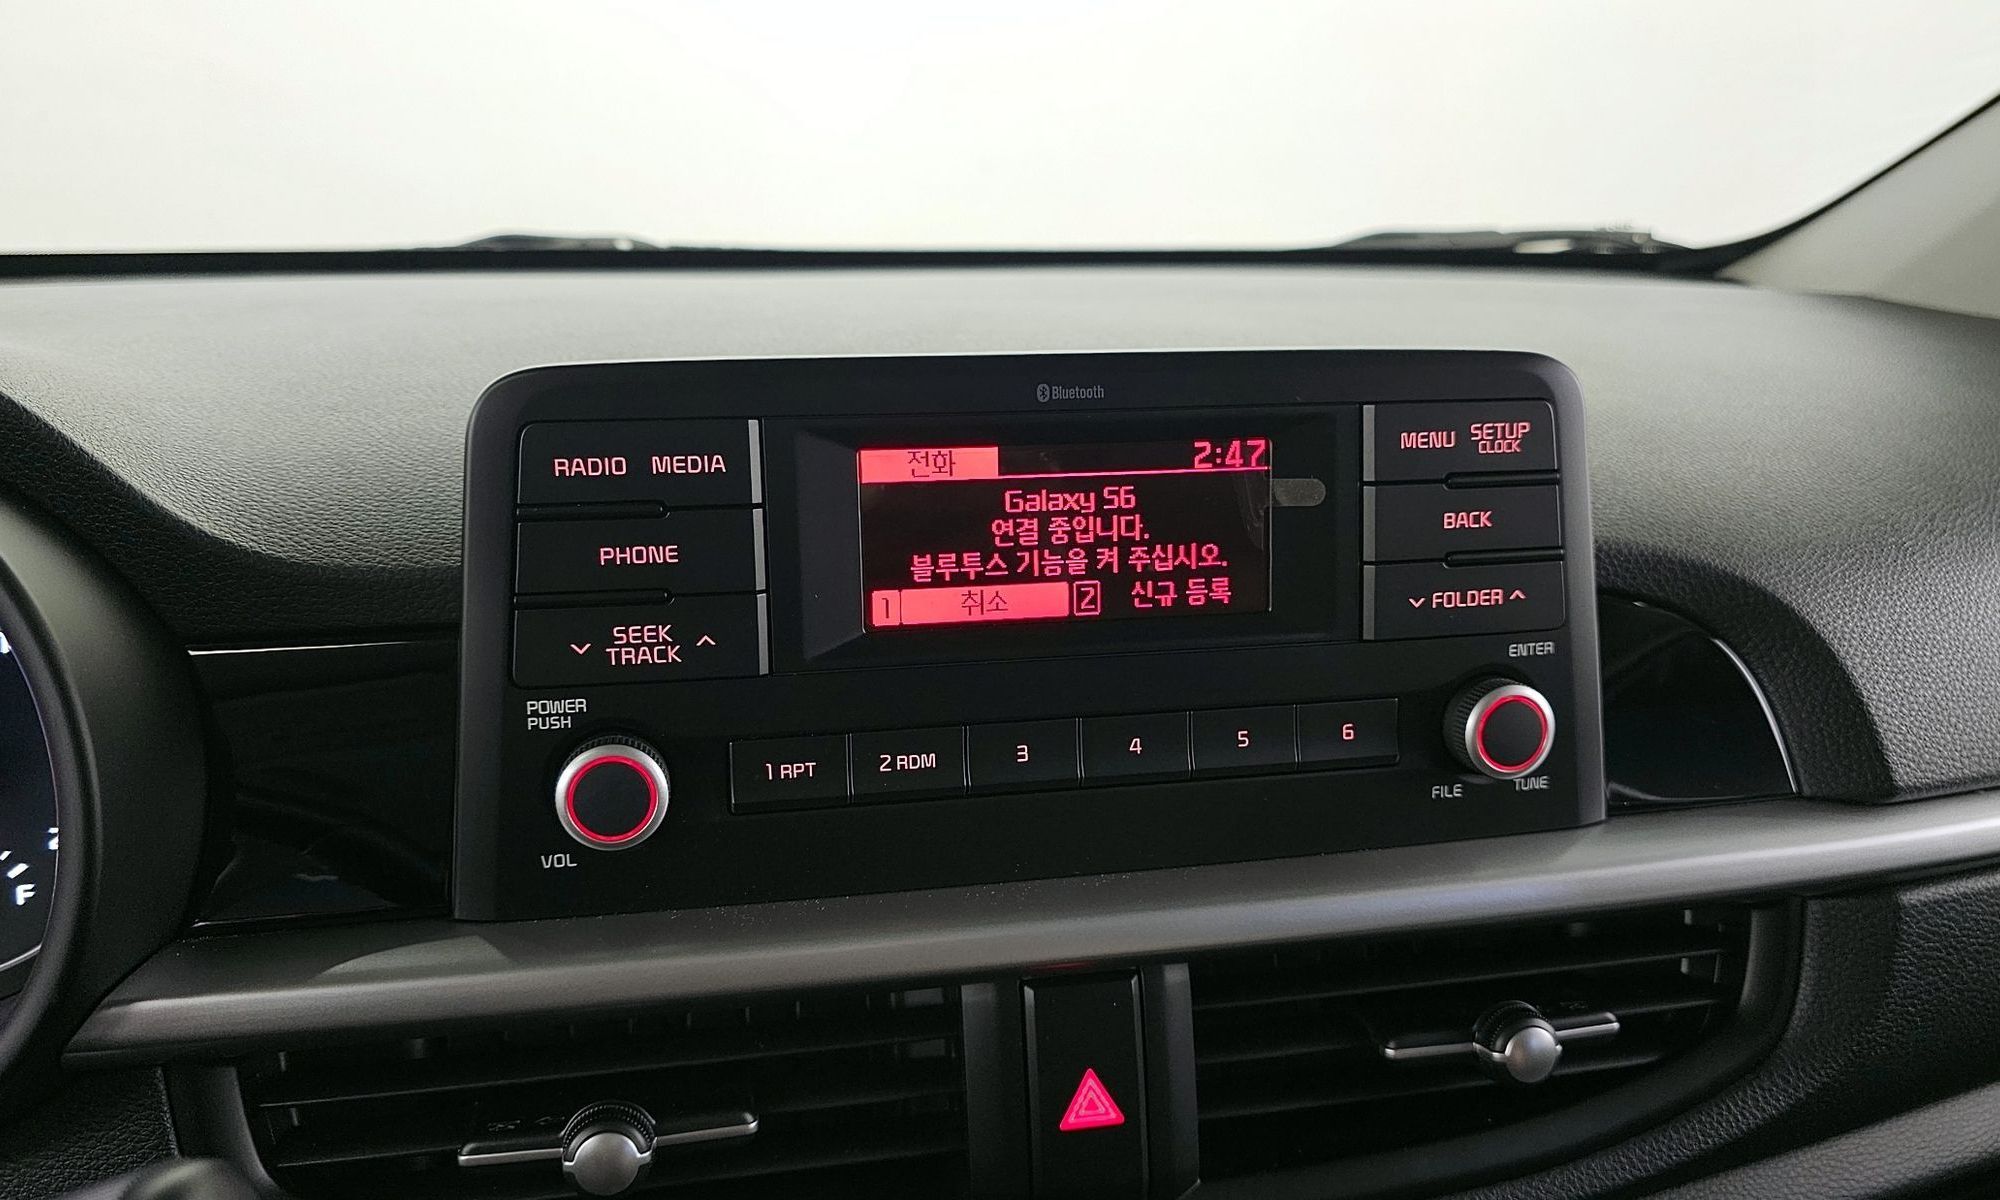 Bluetooth
RADIO MEDIA
PHONE
SEEK
TRACK
전화 2:47
Galaxy S6
연결 중입니다.
블루투스 기능을 켜 주십시오.
1 취소 2 신규 등록
MENU SETUP
CLOCK
BACK
FOLDER
POWER
PUSH
VOL
1 RPT 2 RDM 3 4 5 6
ENTER
FILE TUNE
F